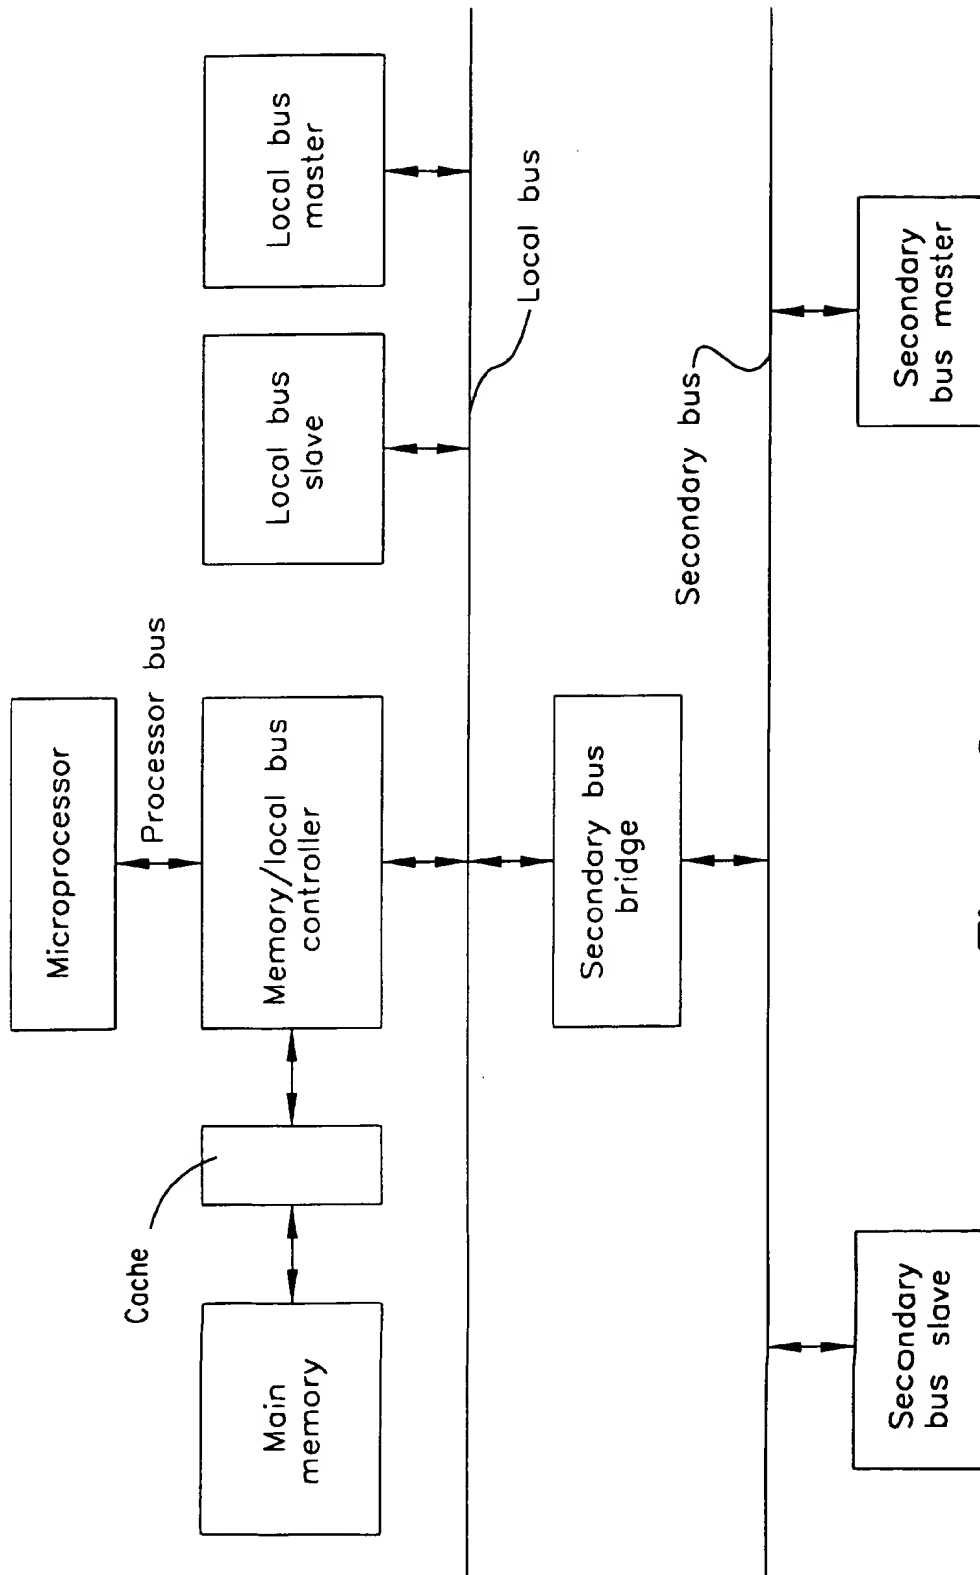 Microprocessor
Processor bus
Cache
Main
memory
Memory/local bus
controller
Local bus
slave
Local bus
master
Local bus
Secondary bus
bridge
Secondary bus
Secondary
bus slave
Secondary
bus master